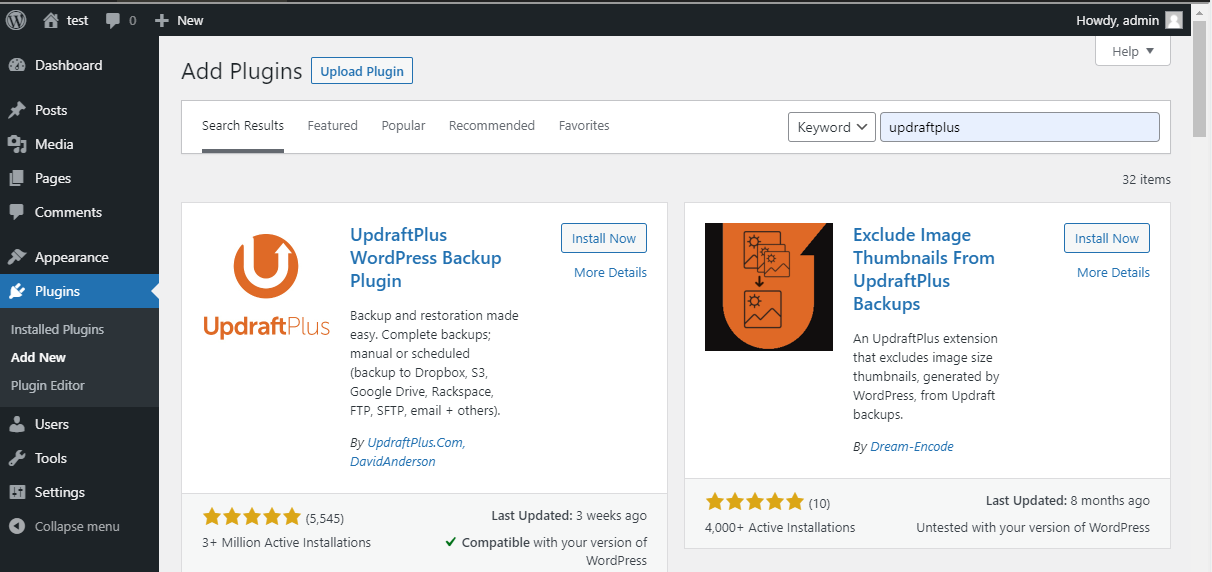 test
0
New
Howdy, admin
Dashboard
Posts
Media
Pages
Comments
Appearance
Plugins
Installed Plugins
Add New
Plugin Editor
Users
Tools
Settings
Collapse menu
Help
Add Plugins
Upload Plugin
Search Results
Featured
Popular
Recommended
Favorites
Keyword
updraftplus
32 items
UpdraftPlus
UpdraftPlus
WordPress Backup
Plugin
Install Now
More Details
Backup and restoration made
easy. Complete backups;
manual or scheduled
(backup to Dropbox, S3,
Google Drive, Rackspace,
FTP, SFTP, email + others).
By UpdraftPlus.Com,
DavidAnderson
(5,545)
3+ Million Active Installations
Last Updated: 3 weeks ago
Compatible with your version of
WordPress
Exclude Image
Thumbnails From
UpdraftPlus
Backups
Install Now
More Details
An UpdraftPlus extension
that excludes image size
thumbnails, generated by
WordPress, from Updraft
backups.
By Dream-Encode
(10)
4,000+ Active Installations
Last Updated: 8 months ago
Untested with your version of WordPress